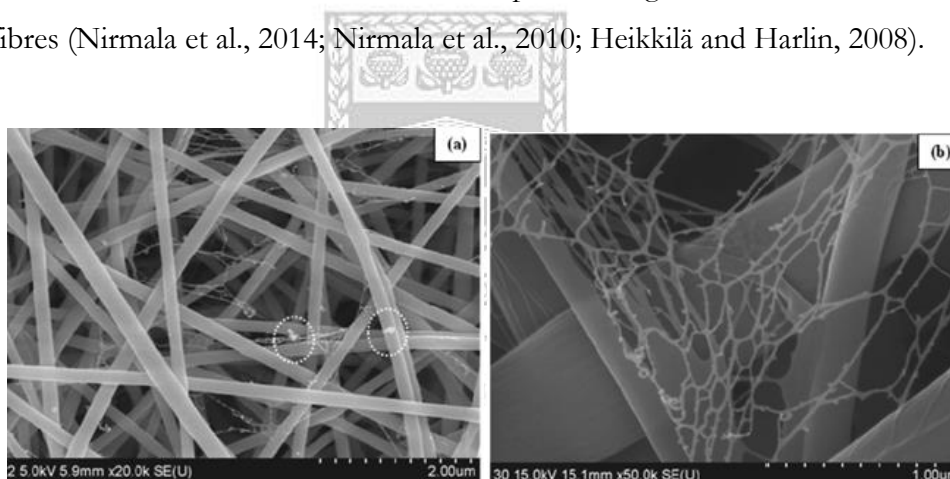 ibres (Nirmala et al., 2014; Nirmala et al., 2010; Heikkilä and Harlin, 2008).
(a)
(b)
2 5.0kV 5.9mm x20.0k SE(U)
2.00um
30 15.0kV 15.1mm x50.0k SE(U)
1.00um